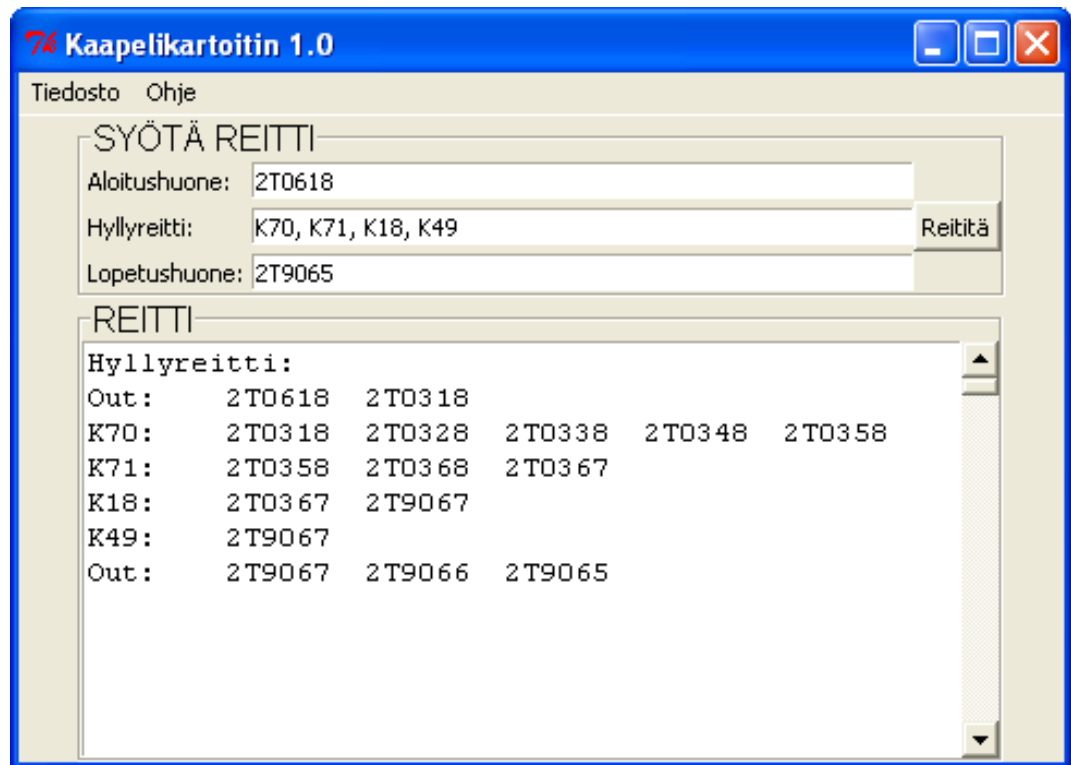 Kaapelikartoitin 1.0
Tiedosto Ohje
SYÖTÄ REITTI
Aloitushuone: 2T0618
Hyllyreitti: K70, K71, K18, K49 Reititä
Lopetushuone: 2T9065
REITTI
Hyllyreitti:
Out: 2T0618 2T0318
K70: 2T0318 2T0328 2T0338 2T0348 2T0358
K71: 2T0358 2T0368 2T0367
K18: 2T0367 2T9067
K49: 2T9067
Out: 2T9067 2T9066 2T9065